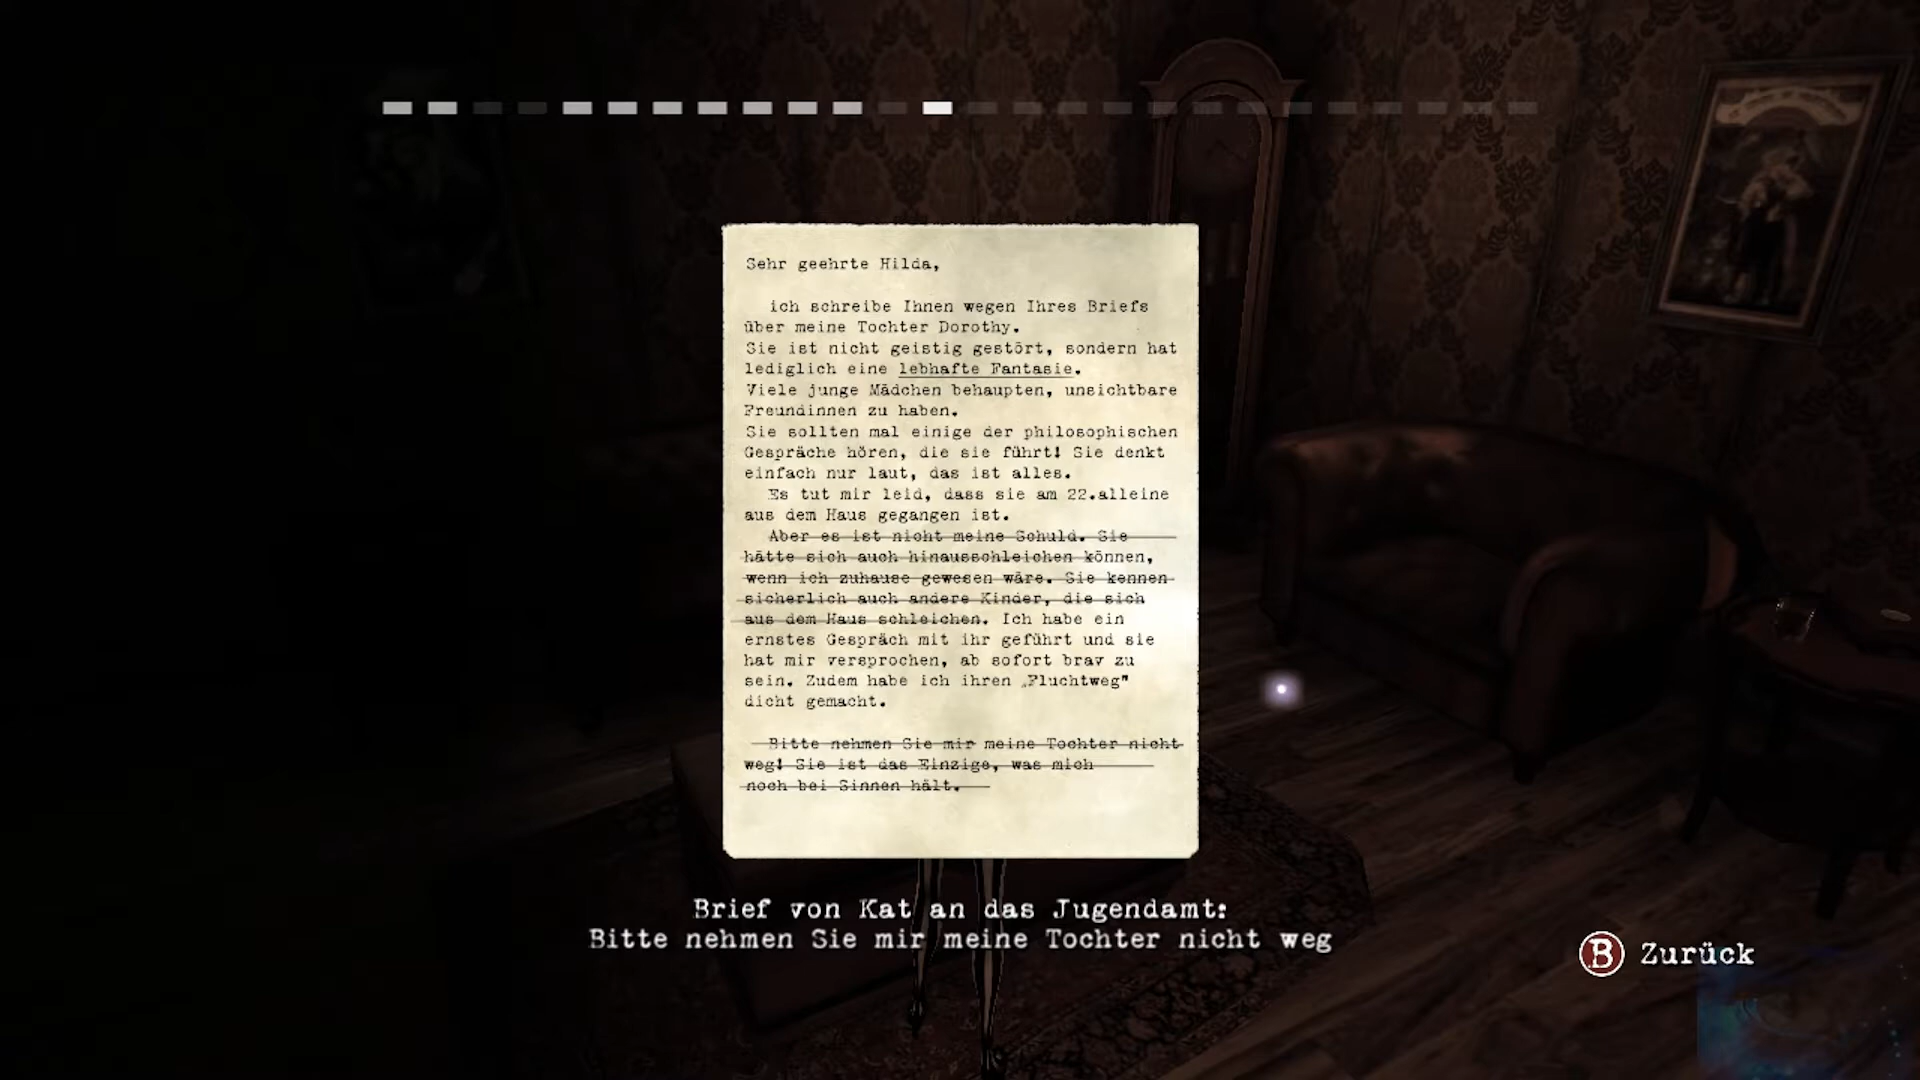 Sehr geehrte Hilda,
ich schreibe Ihnen wegen Ihres Briefs
über meine Tochter Dorothy.
Sie ist nicht geistig gestört, sondern hat
lediglich eine lebhafte Fantasie.
Viele junge Mädchen behaupten, unsichtbare
Freundinnen zu haben.
Sie sollten mal einige der philosophischen
Gespräche hören, die sie führt! Sie denkt
einfach nur laut, das ist alles.
Es tut mir leid, dass sie am 22.alleine
aus dem Haus gegangen ist.
Aber es ist nicht meine Schuld. Sie
hätte sich auch hinausschleichen können,
wenn ich zuhause gewesen wäre. Sie kennen
sicherlich auch andere Kinder, die sich
aus dem Haus schleichen. Ich habe ein
ernstes Gespräch mit ihr geführt und sie
hat mir versprochen, ab sofort brav zu
sein. Zudem habe ich ihren „Fluchtweg"
dicht gemacht.
Bitte nehmen Sie mir meine Tochter nicht
weg! Sie ist das Einzige, was mich
noch bei Sinnen hält.
Brief von Kat an das Jugendamt:
Bitte nehmen Sie mir meine Tochter nicht weg
B Zurück